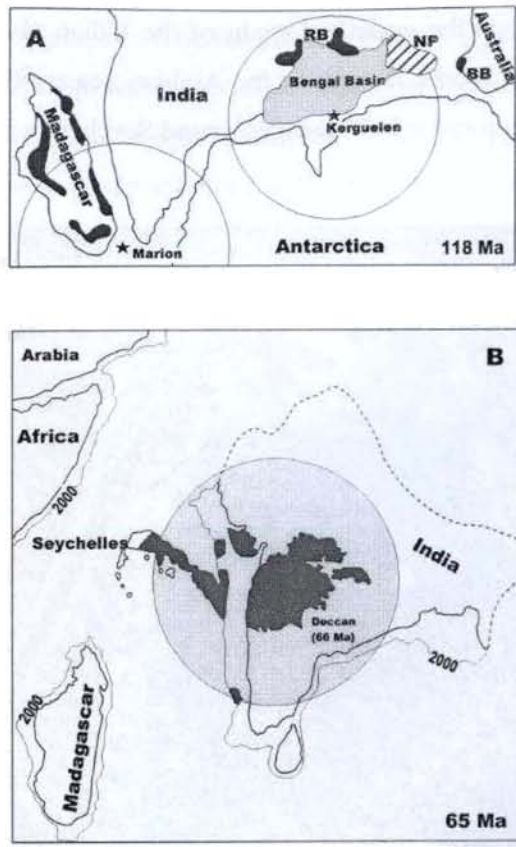 A
India
RB
NF
Australia
BB
Bengal Basin
Kerguelen
Madagascar
Marion
Antarctica
118 Ma
Arabia
B
Africa
2000
Seychelles
India
Deccan
(66 Ma)
2000
2000
Madagascar
65 Ma